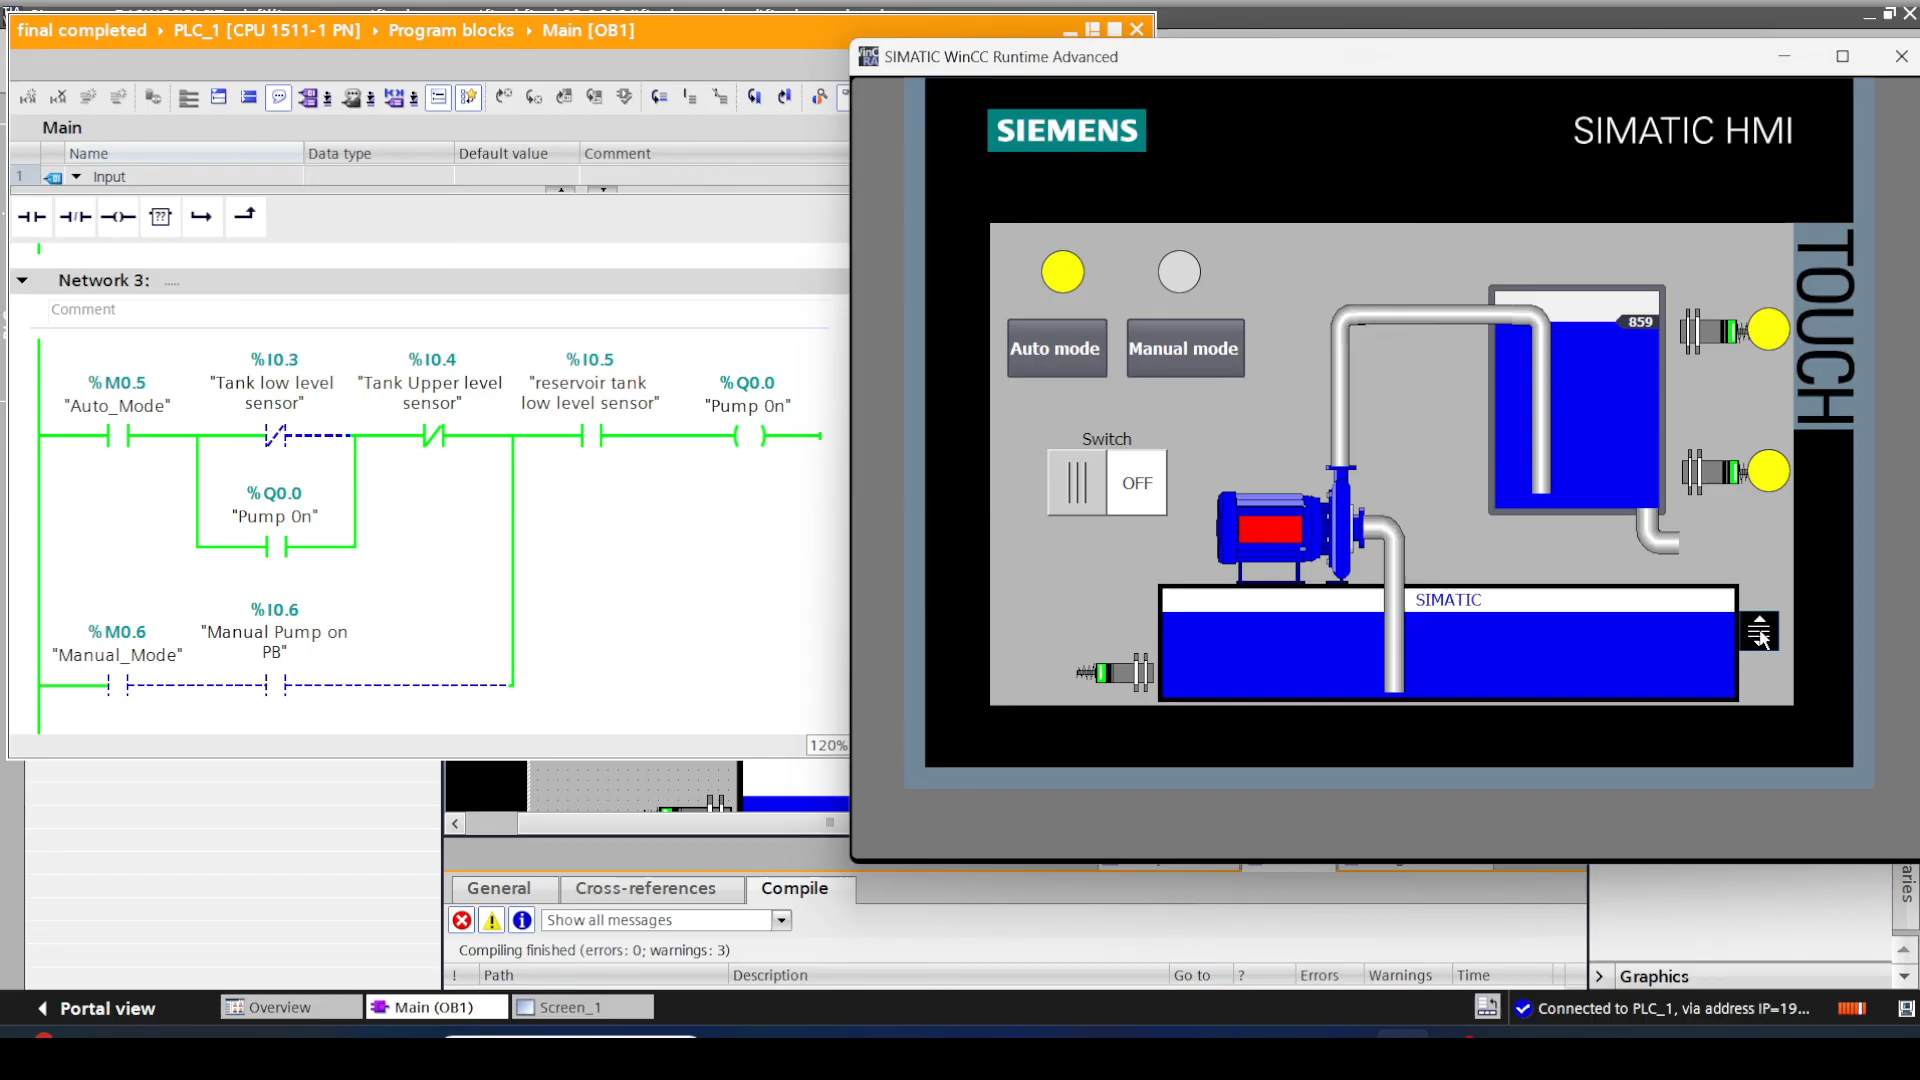 final completed › PLC_1 [CPU 1511-1 PN] › Program blocks › Main [OB1]
SIMATIC WinCC Runtime Advanced
Main
Name Data type Default value Comment
1 Input
??
Network 3: .....
Comment
%M0.5
"Auto_Mode"
%I0.3
"Tank low level
sensor"
%I0.4
"Tank Upper level
sensor"
%I0.5
"reservoir tank
low level sensor"
%Q0.0
"Pump 0n"
%Q0.0
"Pump 0n"
%M0.6
"Manual_Mode"
%I0.6
"Manual Pump on
PB"
120%
SIEMENS
SIMATIC HMI
TOUCH
Auto mode
Manual mode
859
Switch
OFF
SIMATIC
General Cross-references Compile
Show all messages
Compiling finished (errors: 0; warnings: 3)
! Path Description Go to ? Errors Warnings Time
aries
Graphics
Portal view
Overview
Main (OB1)
Screen_1
Connected to PLC_1, via address IP=19...